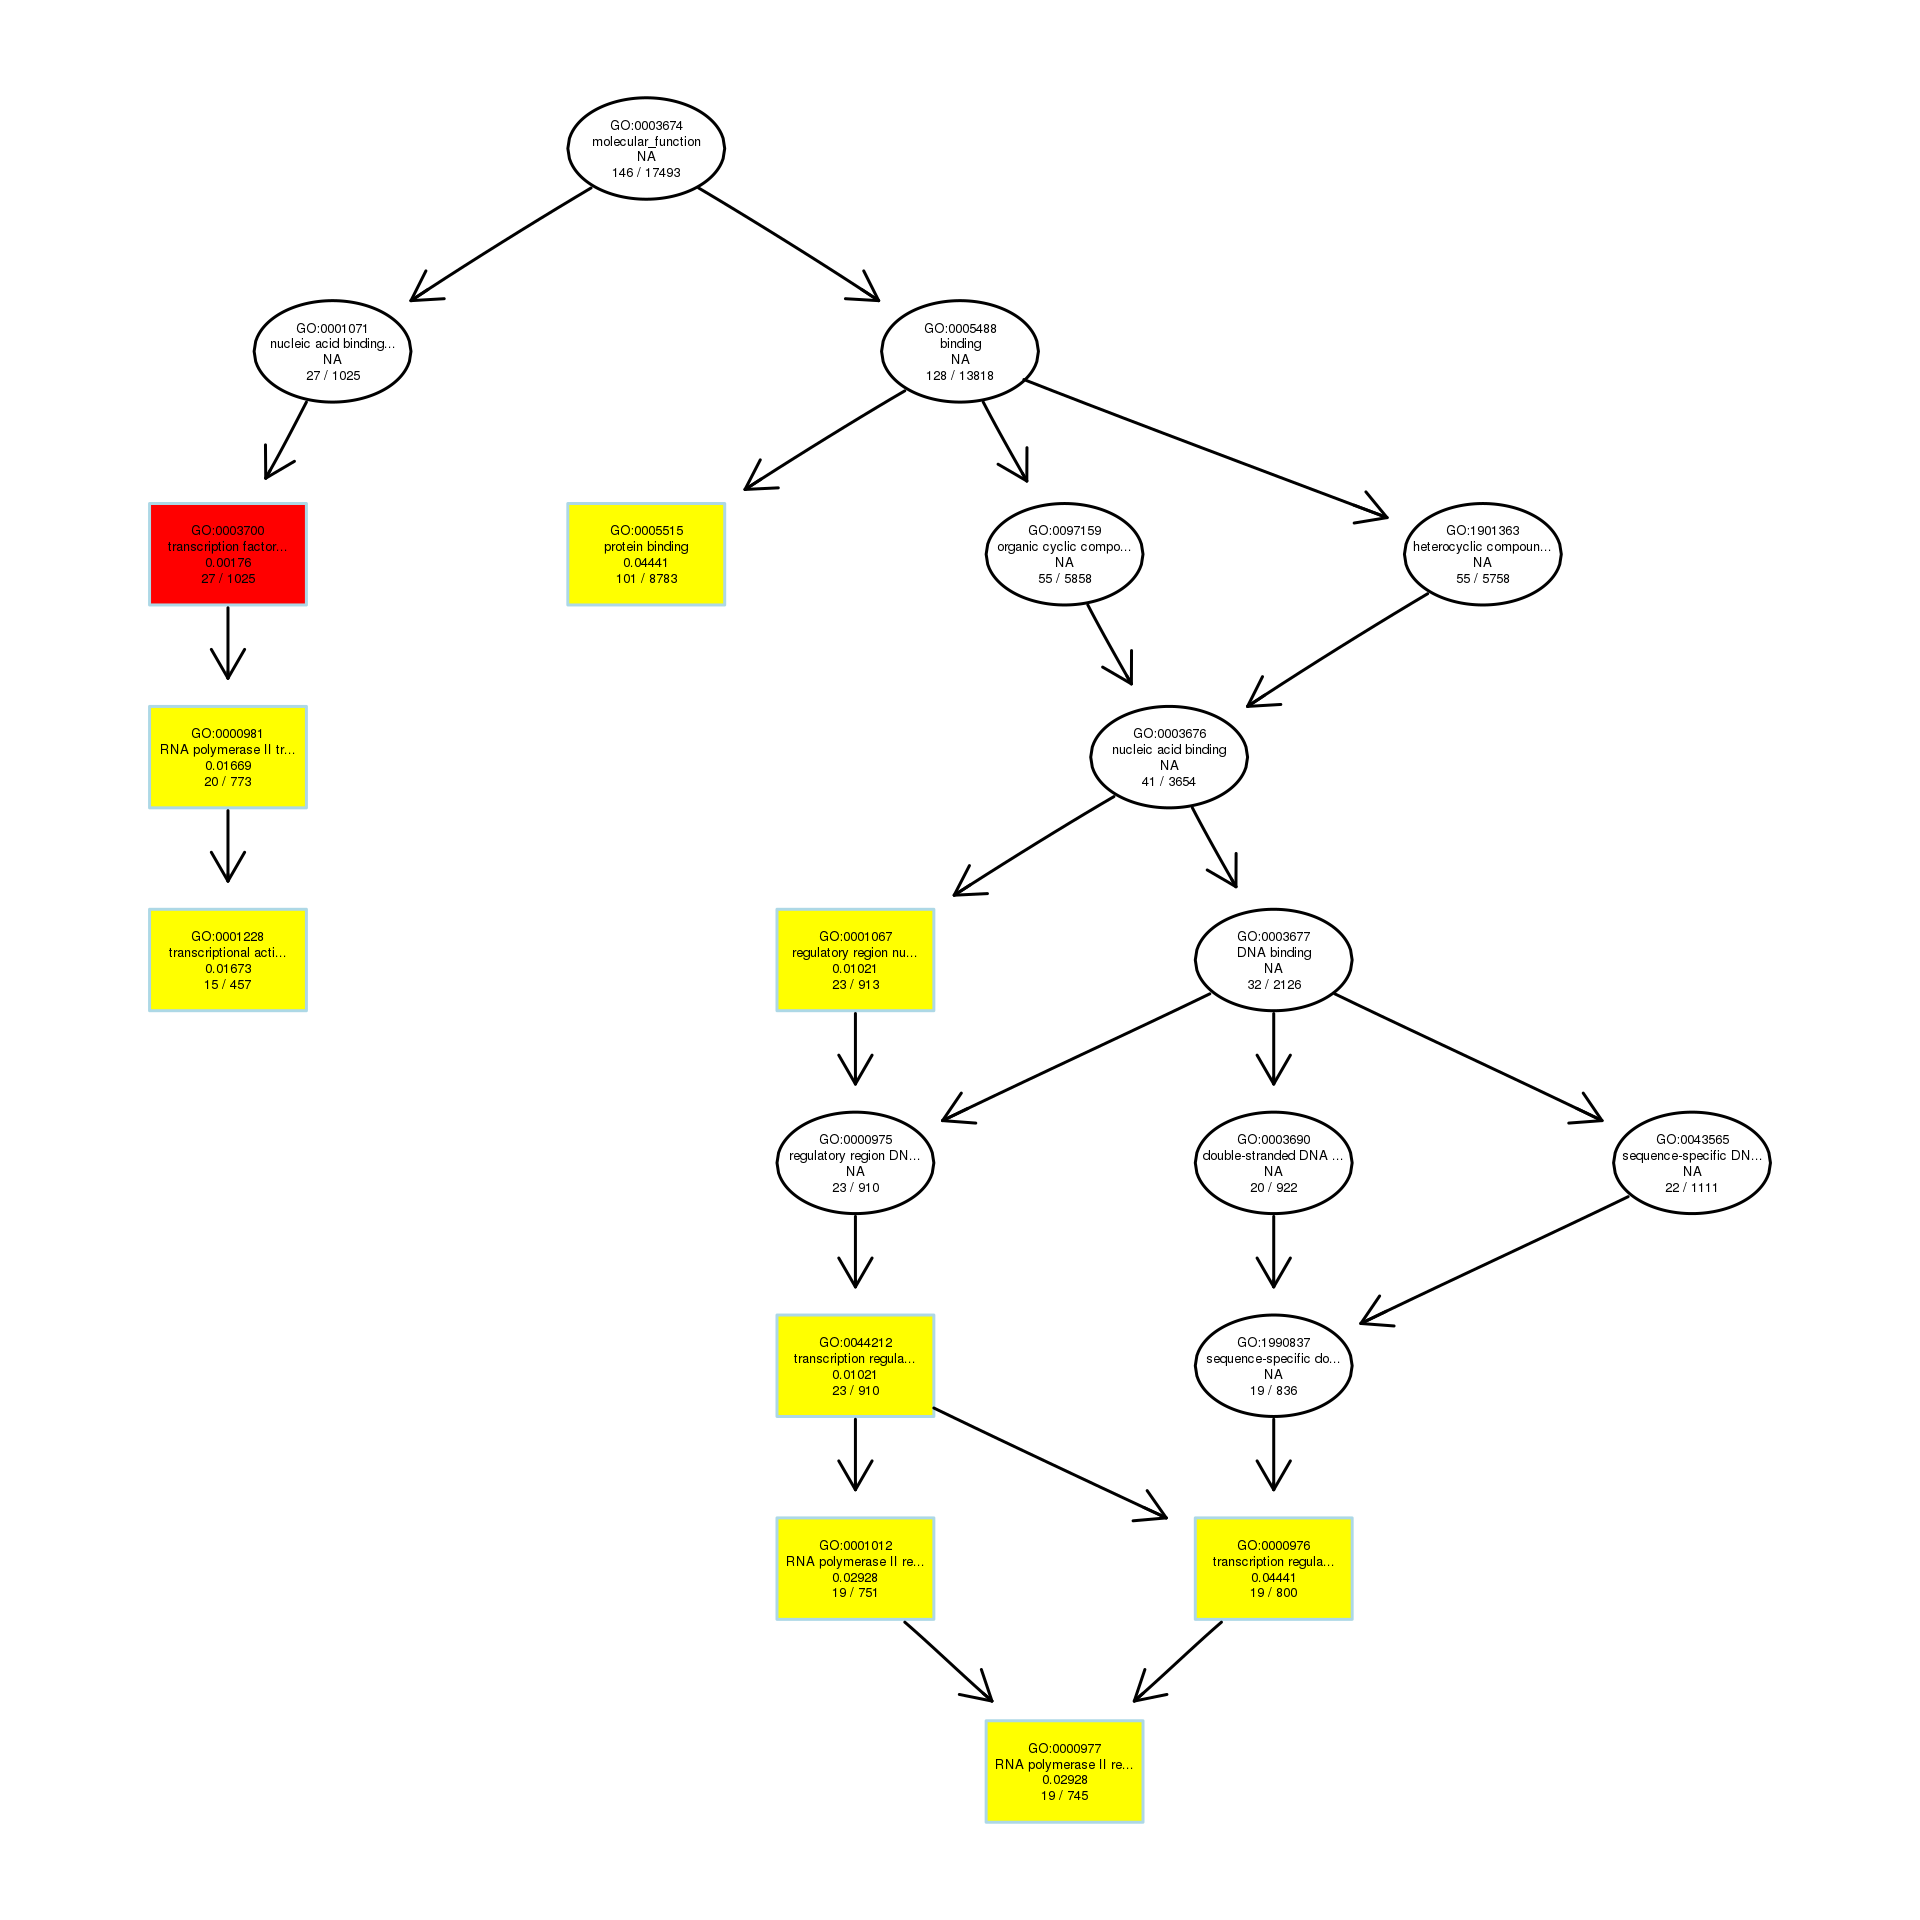 GO:0003674
molecular_function
NA
146 / 17493
GO:0001071
nucleic acid binding...
NA
27 / 1025
GO:0005488
binding
NA
128 / 13818
GO:0003700
transcription factor...
0.00176
27 / 1025
GO:0005515
protein binding
0.04441
101 / 8783
GO:0097159
organic cyclic compo...
NA
55 / 5858
GO:1901363
heterocyclic compoun...
NA
55 / 5758
GO:0000981
RNA polymerase II tr...
0.01669
20 / 773
GO:0003676
nucleic acid binding
NA
41 / 3654
GO:0001228
transcriptional acti...
0.01673
15 / 457
GO:0001067
regulatory region nu...
0.01021
23 / 913
GO:0003677
DNA binding
NA
32 / 2126
GO:0000975
regulatory region DN...
NA
23 / 910
GO:0003690
double-stranded DNA ...
NA
20 / 922
GO:0043565
sequence-specific DN...
NA
22 / 1111
GO:0044212
transcription regula...
0.01021
23 / 910
GO:1990837
sequence-specific do...
NA
19 / 836
GO:0001012
RNA polymerase II re...
0.02928
19 / 751
GO:0000976
transcription regula...
0.04441
19 / 800
GO:0000977
RNA polymerase II re...
0.02928
19 / 745